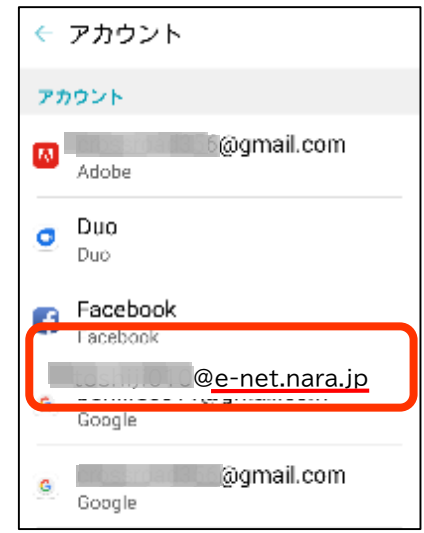 アカウント
アカウント
@gmail.com
Adobe
Duo
Duo
Facebook
Facebook
@e-net.nara.jp
Google
@gmail.com
Google